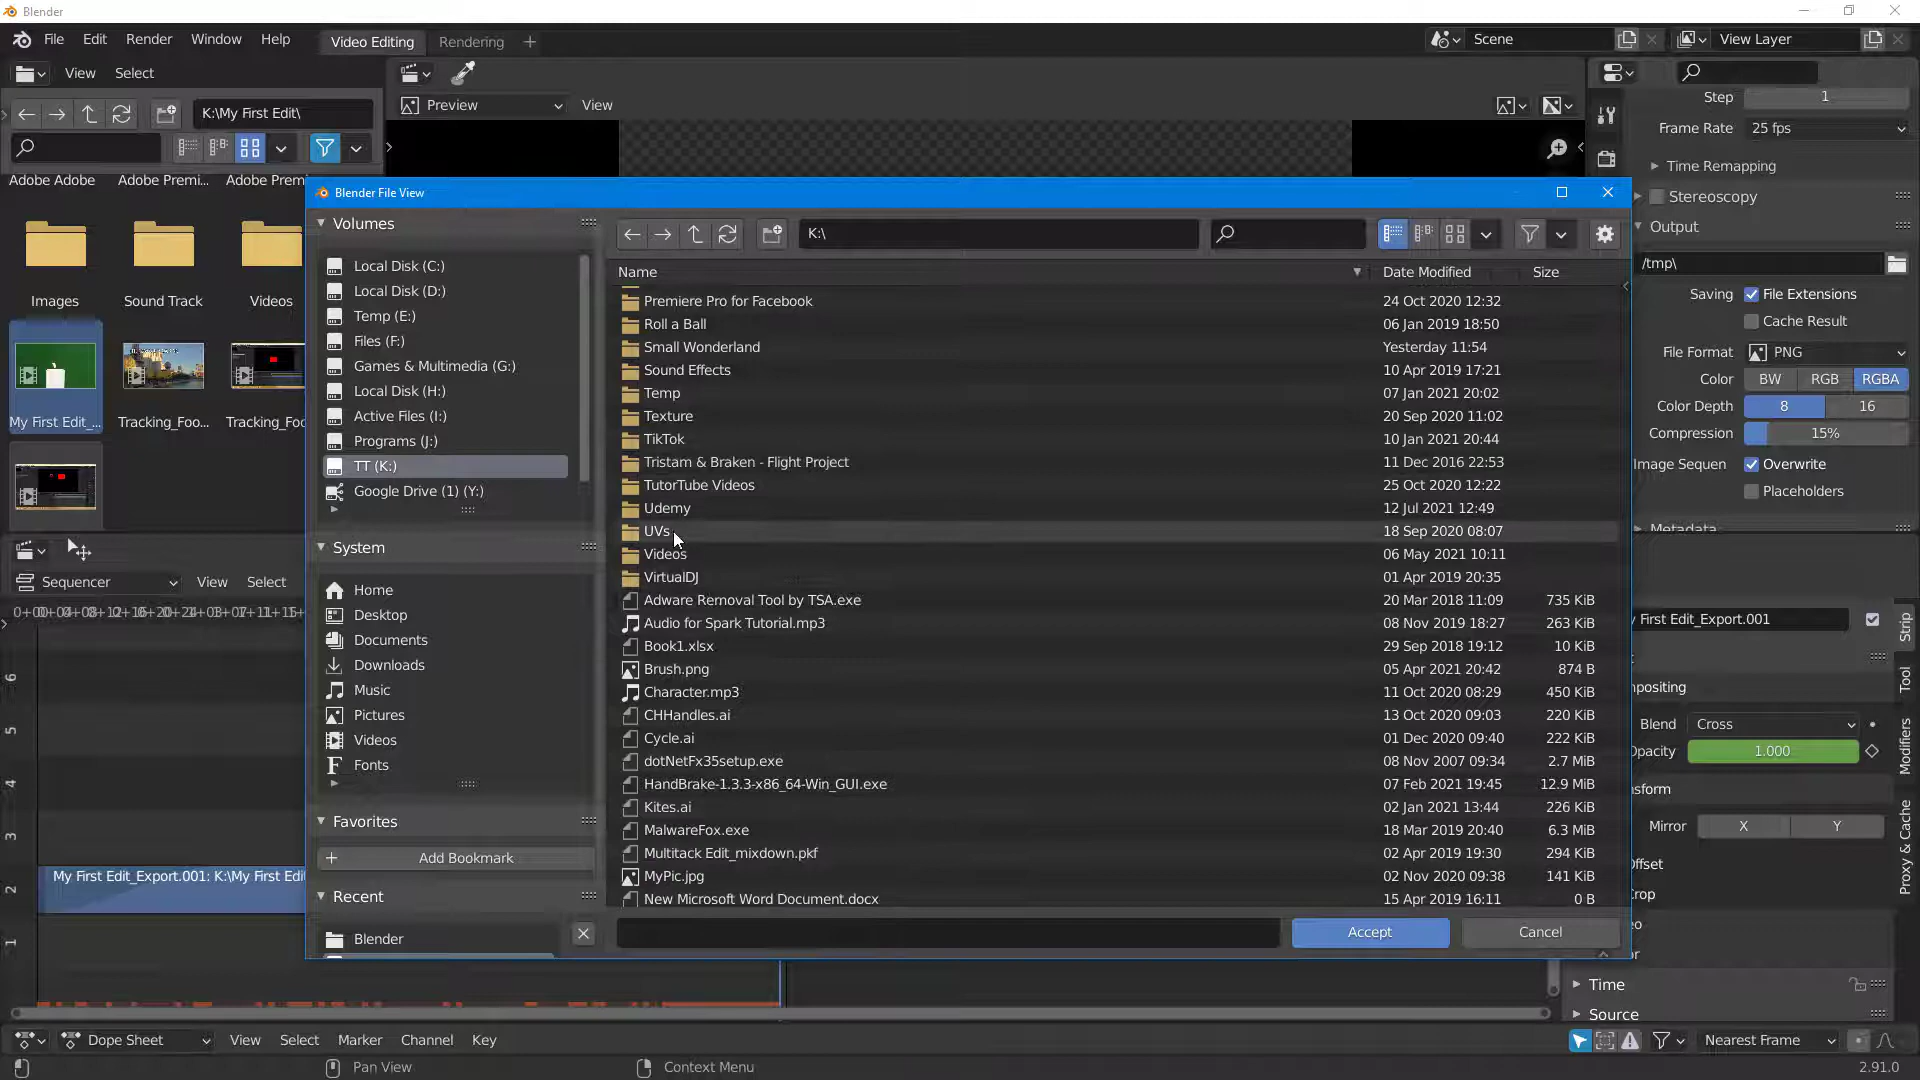 Blender
File Edit Render Window Help Video Editing Rendering + Scene View Layer
View Select
K:\My First Edit\
Preview View
Step 1
Frame Rate 25 fps
Time Remapping
Stereoscopy
Output
/tmp\
Saving File Extensions
Cache Result
File Format PNG
Color BW RGB RGBA
Color Depth 8 16
Compression 15%
Image Sequen Overwrite
Placeholders
Metadata
Adobe Adobe Adobe Premi... Adobe Prem
Images Sound Track Videos
My First Edit_... Tracking_Foo... Tracking_Foo
Blender File View
Volumes
Local Disk (C:)
Local Disk (D:)
Temp (E:)
Files (F:)
Games & Multimedia (G:)
Local Disk (H:)
Active Files (I:)
Programs (J:)
TT (K:)
Google Drive (1) (Y:)
System
Home
Desktop
Documents
Downloads
Music
Pictures
Videos
Fonts
Favorites
Add Bookmark
Recent
Blender
K:\
Name Date Modified Size
Premiere Pro for Facebook 24 Oct 2020 12:32
Roll a Ball 06 Jan 2019 18:50
Small Wonderland Yesterday 11:54
Sound Effects 10 Apr 2019 17:21
Temp 07 Jan 2021 20:02
Texture 20 Sep 2020 11:02
TikTok 10 Jan 2021 20:44
Tristam & Braken - Flight Project 11 Dec 2016 22:53
TutorTube Videos 25 Oct 2020 12:22
Udemy 12 Jul 2021 12:49
UVs 18 Sep 2020 08:07
Videos 06 May 2021 10:11
VirtualDJ 01 Apr 2019 20:35
Adware Removal Tool by TSA.exe 20 Mar 2018 11:09 735 KiB
Audio for Spark Tutorial.mp3 08 Nov 2019 18:27 263 KiB
Book1.xlsx 29 Sep 2018 19:12 10 KiB
Brush.png 05 Apr 2021 20:42 874 B
Character.mp3 11 Oct 2020 08:29 450 KiB
CHHandles.ai 13 Oct 2020 09:03 220 KiB
Cycle.ai 01 Dec 2020 09:40 222 KiB
dotNetFx35setup.exe 08 Nov 2007 09:34 2.7 MiB
HandBrake-1.3.3-x86_64-Win_GUI.exe 07 Feb 2021 19:45 12.9 MiB
Kites.ai 02 Jan 2021 13:44 226 KiB
MalwareFox.exe 18 Mar 2019 20:40 6.3 MiB
Multitack Edit_mixdown.pkf 02 Apr 2019 19:30 294 KiB
MyPic.jpg 02 Nov 2020 09:38 141 KiB
New Microsoft Word Document.docx 15 Apr 2019 16:11 0 B
Accept Cancel
Sequencer View Select
6
5
4
3
2
1
My First Edit_Export.001: K:\My First Edi
First Edit_Export.001
Strip
Tool
Modifiers
Proxy & Cache
npositing
Blend Cross
Opacity 1.000
nsform
Mirror X Y
Offset
rop
eo
or
Time
Source
Dope Sheet View Select Marker Channel Key Nearest Frame
Pan View Context Menu 2.91.0